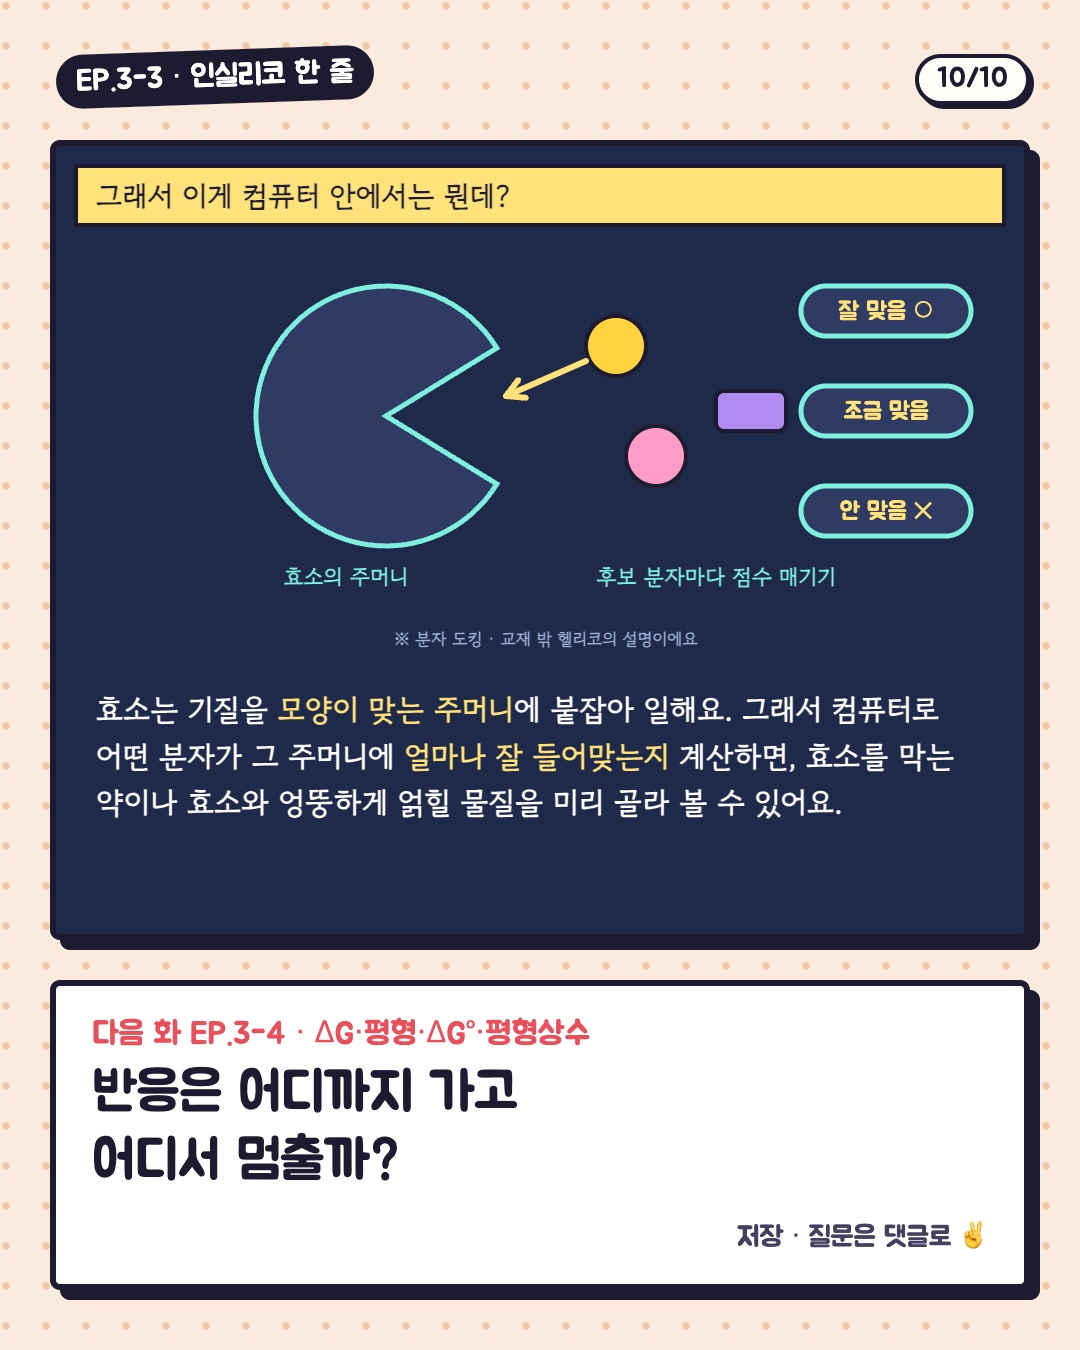 EP.3-3 · 인실리코 한 줄
10/10
그래서 이게 컴퓨터 안에서는 뭔데?
잘 맞음 ○
조금 맞음
안 맞음 ✕
효소의 주머니
후보 분자마다 점수 매기기
※ 분자 도킹 · 교재 밖 헬리코의 설명이에요
효소는 기질을 모양이 맞는 주머니에 붙잡아 일해요. 그래서 컴퓨터로
어떤 분자가 그 주머니에 얼마나 잘 들어맞는지 계산하면, 효소를 막는
약이나 효소와 엉뚱하게 얽힐 물질을 미리 골라 볼 수 있어요.
다음 화 EP.3-4 · ΔG·평형·ΔG°·평형상수
반응은 어디까지 가고
어디서 멈출까?
저장 · 질문은 댓글로 ✌️